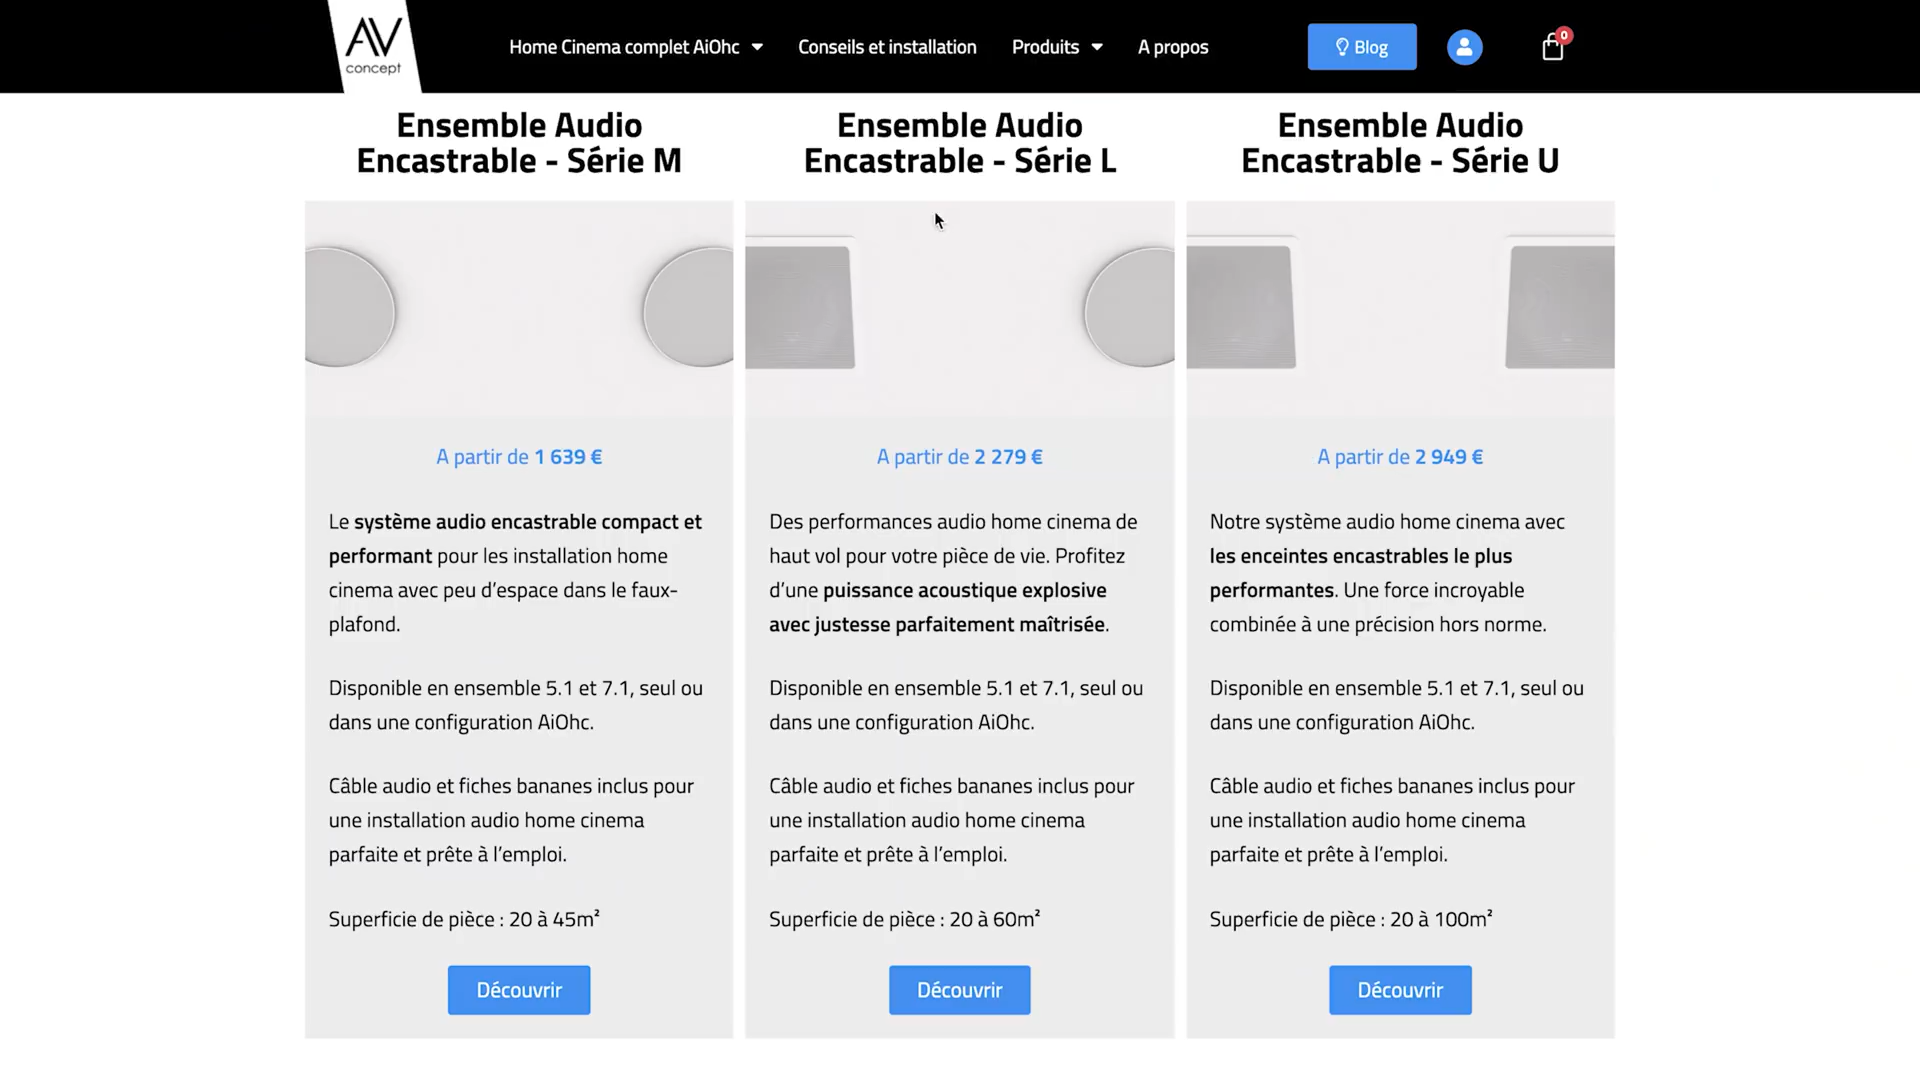 AV
concept
Home Cinema complet AiOhc
Conseils et installation
Produits
A propos
Blog
0
Ensemble Audio
Encastrable - Série M
A partir de 1 639 €
Le système audio encastrable compact et
performant pour les installation home
cinema avec peu d’espace dans le faux-
plafond.
Disponible en ensemble 5.1 et 7.1, seul ou
dans une configuration AiOhc.
Câble audio et fiches bananes inclus pour
une installation audio home cinema
parfaite et prête à l’emploi.
Superficie de pièce : 20 à 45m²
Découvrir
Ensemble Audio
Encastrable - Série L
A partir de 2 279 €
Des performances audio home cinema de
haut vol pour votre pièce de vie. Profitez
d’une puissance acoustique explosive
avec justesse parfaitement maîtrisée.
Disponible en ensemble 5.1 et 7.1, seul ou
dans une configuration AiOhc.
Câble audio et fiches bananes inclus pour
une installation audio home cinema
parfaite et prête à l’emploi.
Superficie de pièce : 20 à 60m²
Découvrir
Ensemble Audio
Encastrable - Série U
A partir de 2 949 €
Notre système audio home cinema avec
les enceintes encastrables le plus
performantes. Une force incroyable
combinée à une précision hors norme.
Disponible en ensemble 5.1 et 7.1, seul ou
dans une configuration AiOhc.
Câble audio et fiches bananes inclus pour
une installation audio home cinema
parfaite et prête à l’emploi.
Superficie de pièce : 20 à 100m²
Découvrir